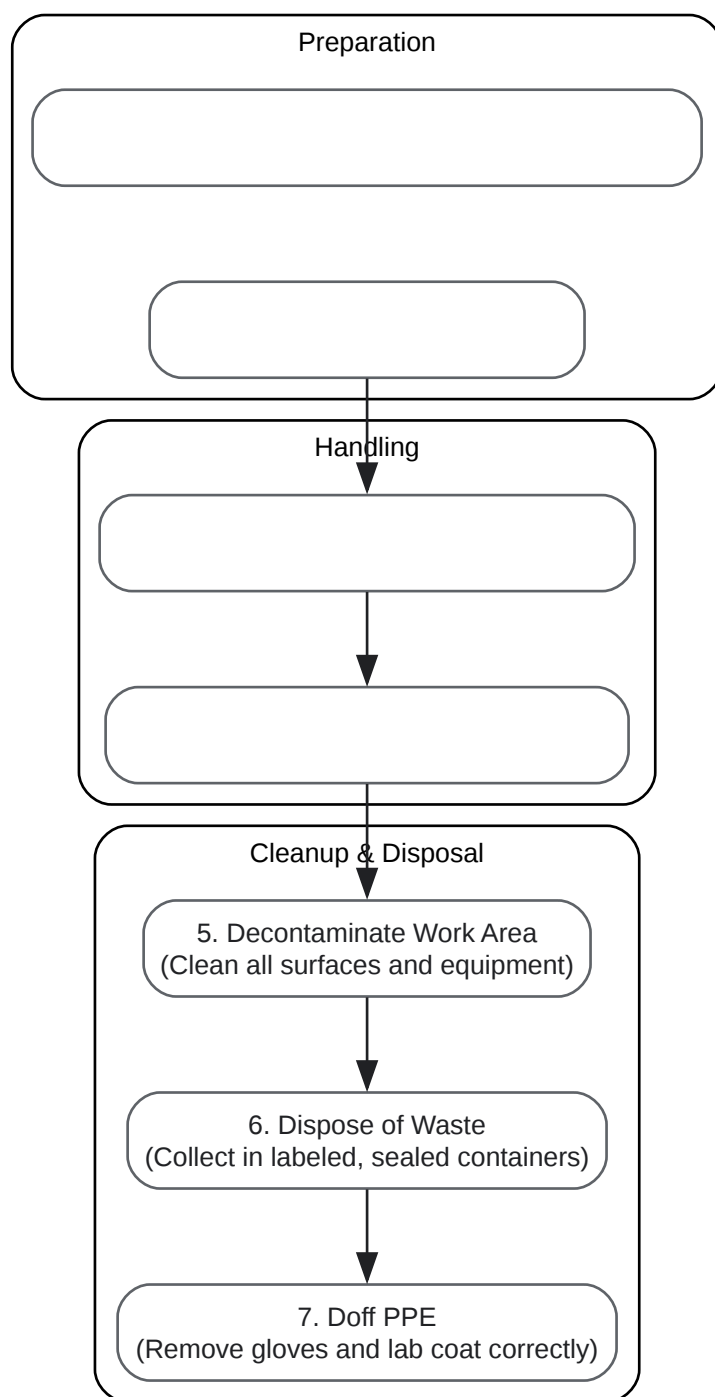 Preparation
Handling
Cleanup & Disposal
5. Decontaminate Work Area
(Clean all surfaces and equipment)
6. Dispose of Waste
(Collect in labeled, sealed containers)
7. Doff PPE
(Remove gloves and lab coat correctly)